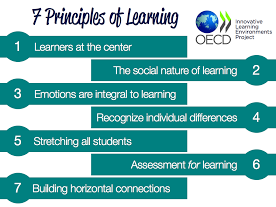 7 Principles of Learning
OECD
Innovative
Learning
Environments
Project
1 Learners at the center
The social nature of learning 2
3 Emotions are integral to learning
Recognize individual differences 4
5 Stretching all students
Assessment for learning 6
7 Building horizontal connections